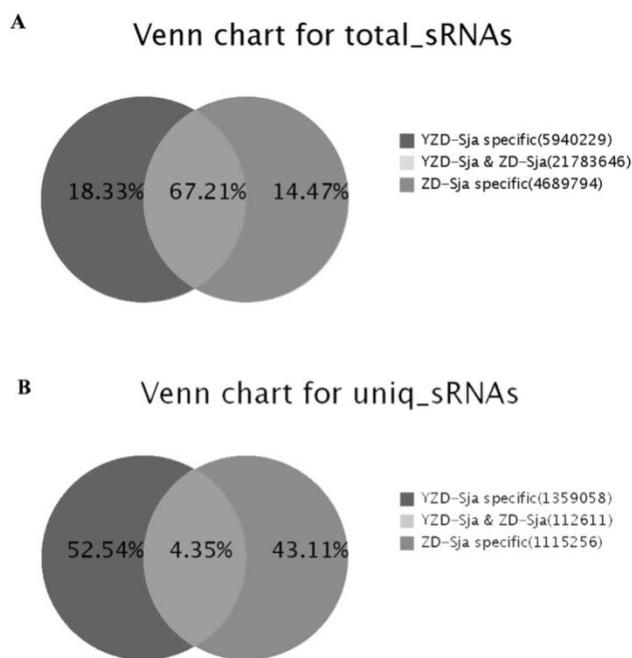 A
Venn chart for total_sRNAs
18.33% 67.21% 14.47%
YZD-Sja specific(5940229)
YZD-Sja & ZD-Sja(21783646)
ZD-Sja specific(4689794)
B
Venn chart for uniq_sRNAs
52.54% 4.35% 43.11%
YZD-Sja specific(1359058)
YZD-Sja & ZD-Sja(112611)
ZD-Sja specific(1115256)